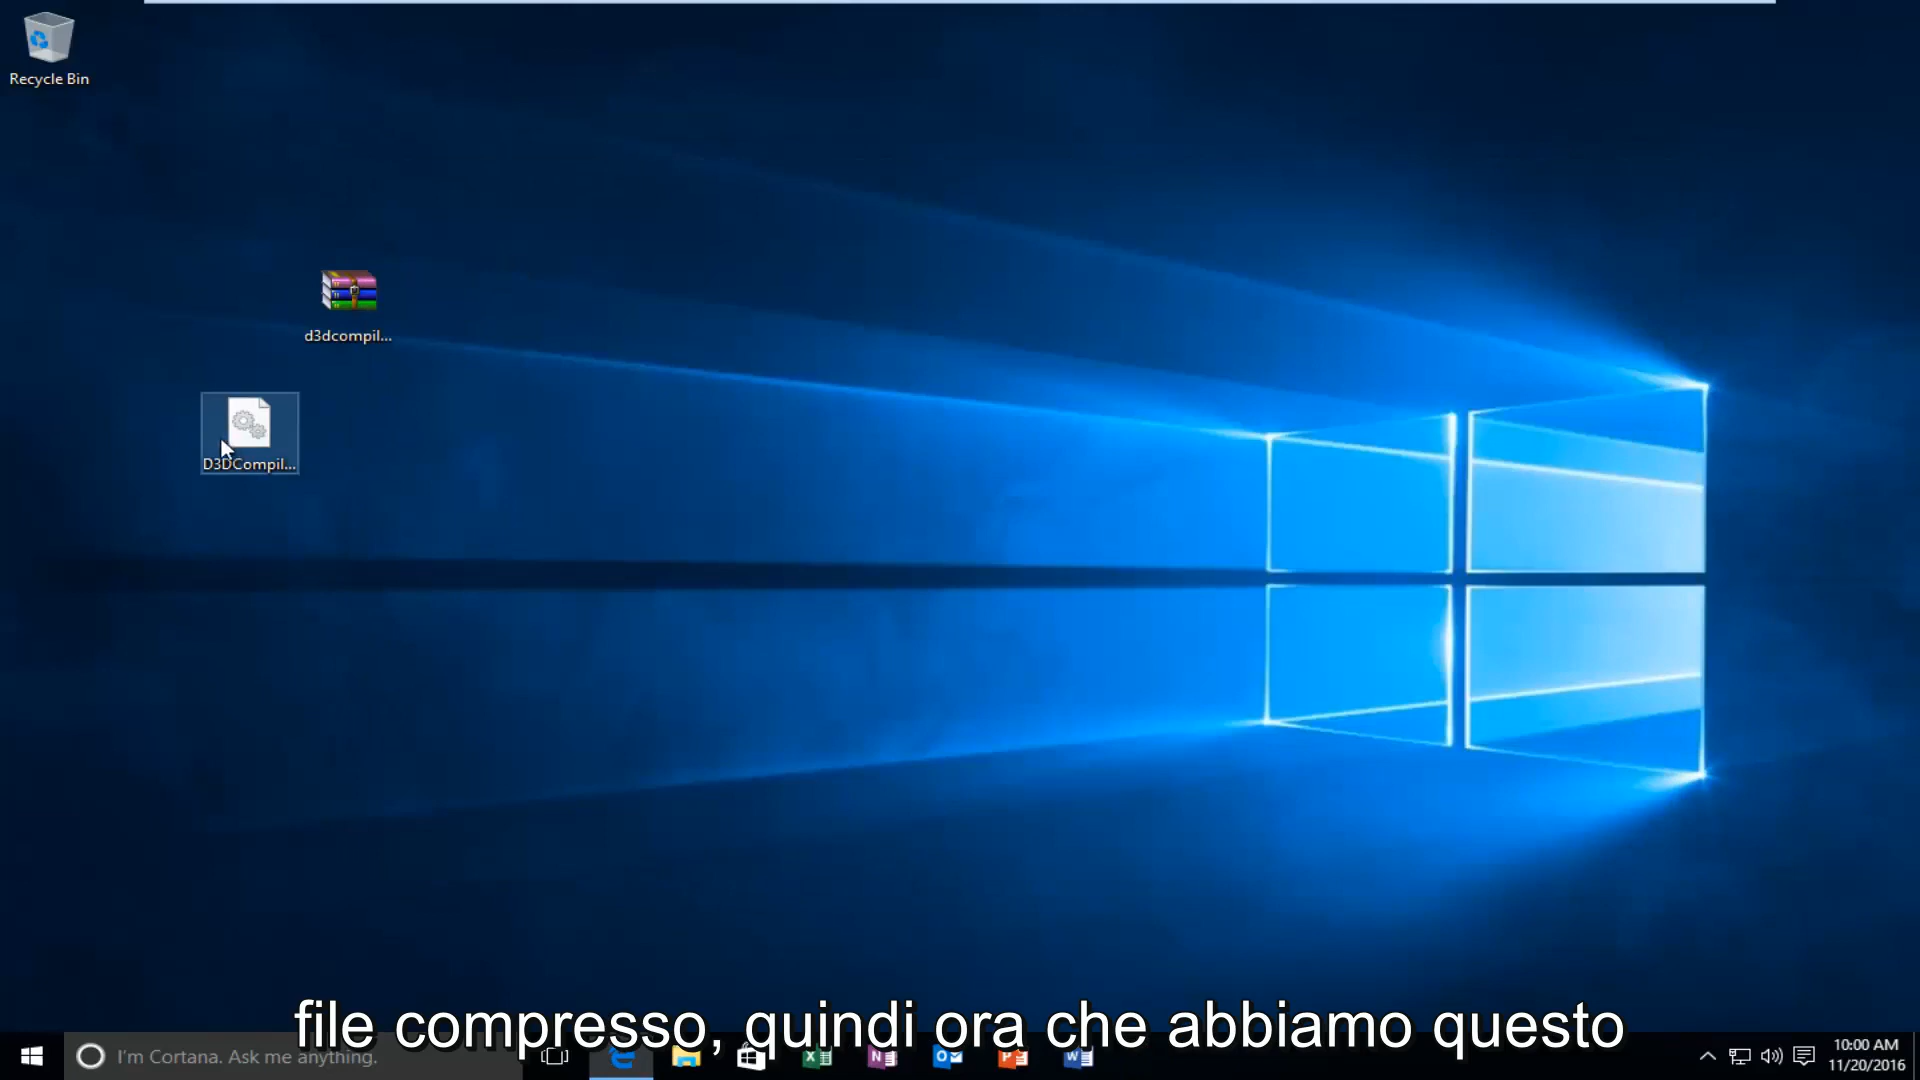 Recycle Bin
d3dcompil...
D3DCompil...
file compresso, quindi ora che abbiamo questo
I'm Cortana. Ask me anything.
10:00 AM
11/20/2016